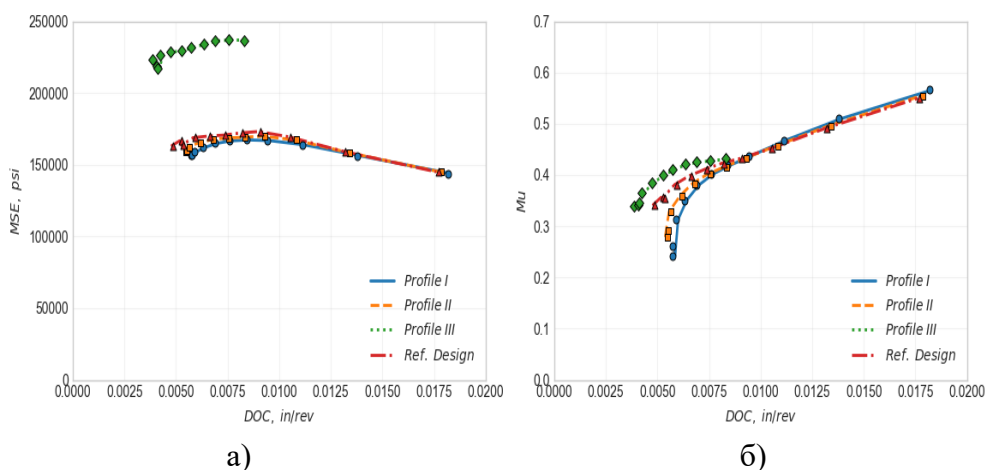 250000
200000
150000
100000
50000
0
MSE, psi
0.0000 0.0025 0.0050 0.0075 0.0100 0.0125 0.0150 0.0175 0.0200
DOC, in/rev
Profile I
Profile II
Profile III
Ref. Design
а)
0.7
0.6
0.5
0.4
0.3
0.2
0.1
0.0
Mu
0.0000 0.0025 0.0050 0.0075 0.0100 0.0125 0.0150 0.0175 0.0200
DOC, in/rev
Profile I
Profile II
Profile III
Ref. Design
б)